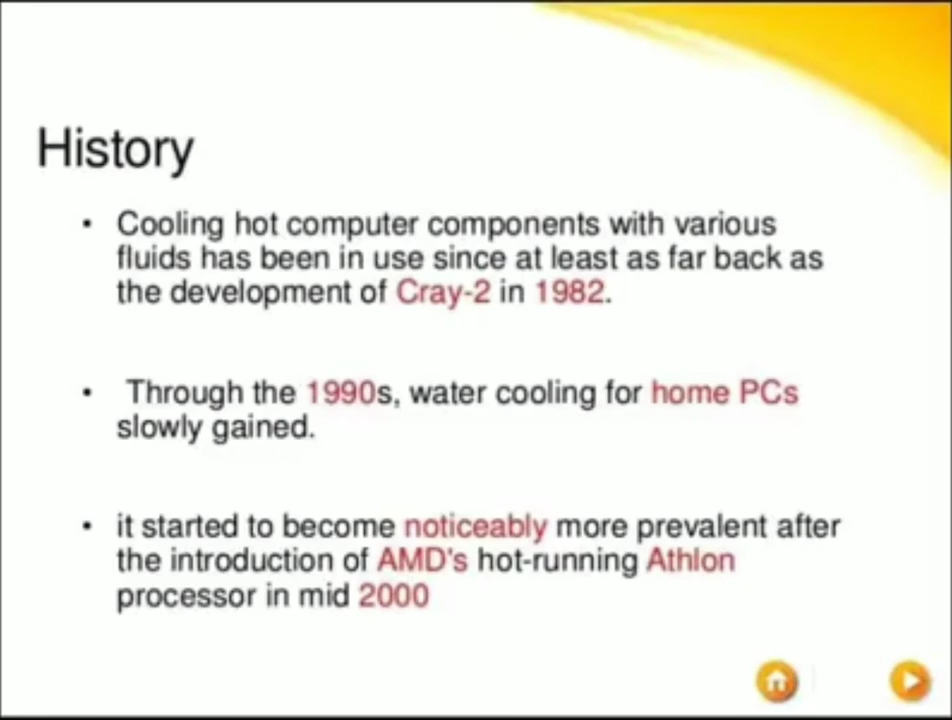 History
• Cooling hot computer components with various
fluids has been in use since at least as far back as
the development of Cray-2 in 1982.
• Through the 1990s, water cooling for home PCs
slowly gained.
• it started to become noticeably more prevalent after
the introduction of AMD's hot-running Athlon
processor in mid 2000